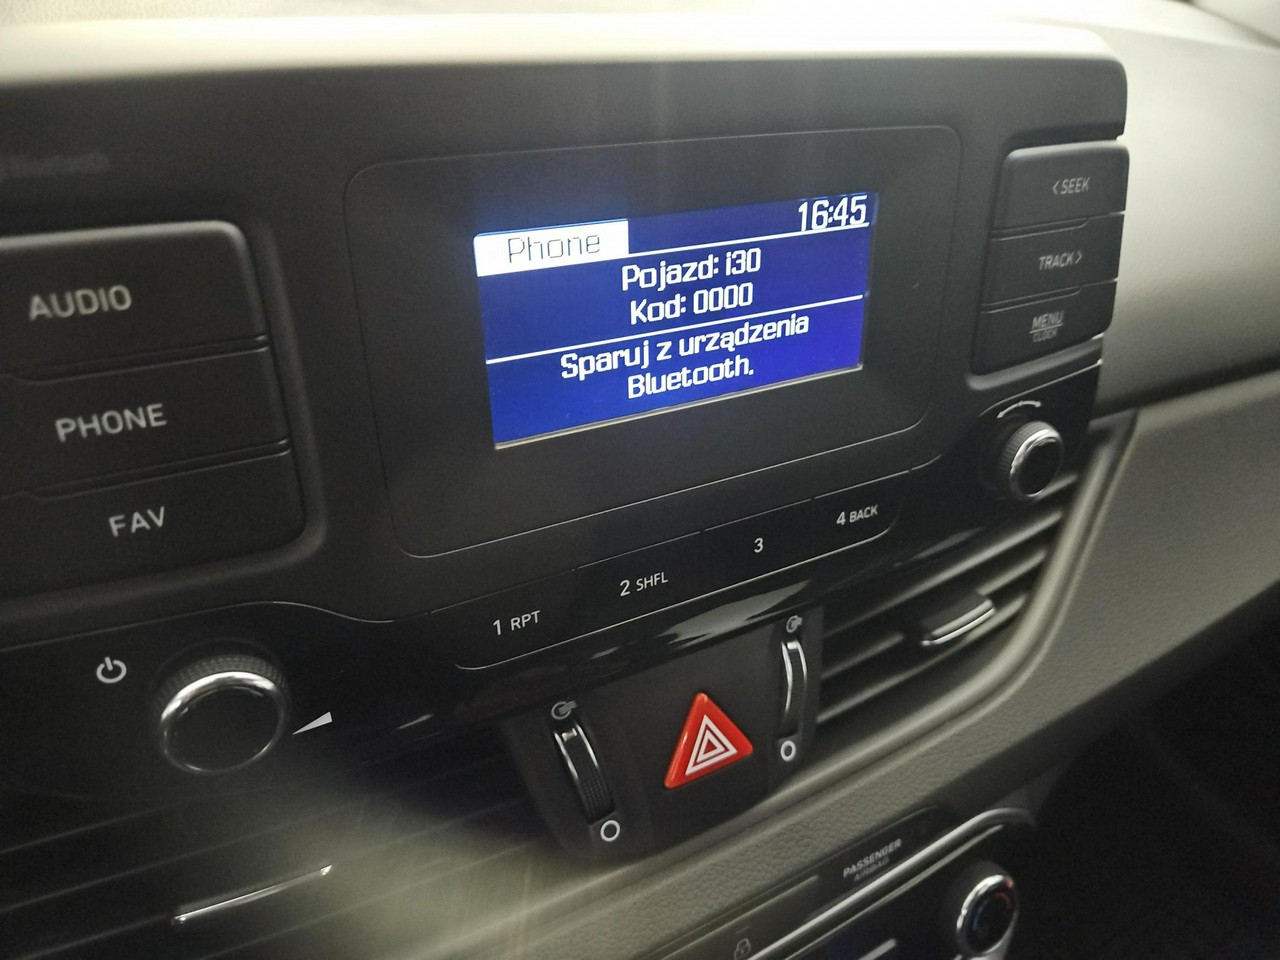 Phone
16:45
Pojazd: i30
Kod: 0000
Sparuj z urządzenia
Bluetooth.
AUDIO
PHONE
FAV
<SEEK
TRACK>
MENU
CLOCK
1 RPT
2 SHFL
3
4 BACK
PASSENGER
AIRBAG